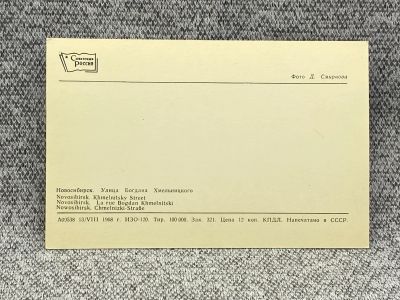 Советская
Россия
Фото Д. Смирнова
Новосибирск. Улица Богдана Хмельницкого
Novosibirsk. Khmelnitsky Street
Novosibirsk. La rue Bogdan Khmelnitski
Nowosibirsk. Chmelnizki-Straße
13/VIII 1968 г. ИЗО-120. Тир. 100 000. Зак. 321. Цена 12 коп. КПДЛ. Напечатано в СССР.